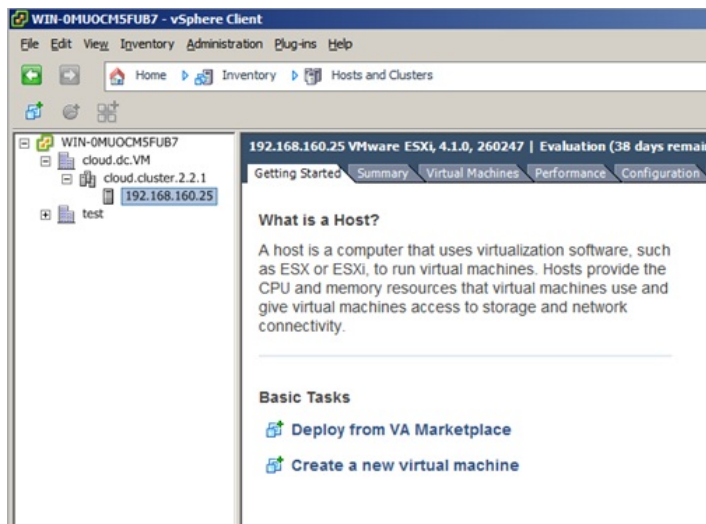 WIN-0MUOCM5FUB7 - vSphere Client
File Edit View Inventory Administration Plug-ins Help
Home Inventory Hosts and Clusters
WIN-0MUOCM5FUB7
cloud.dc.VM
cloud.cluster.2.2.1
192.168.160.25
test
192.168.160.25 VMware ESXi, 4.1.0, 260247 | Evaluation (38 days
Getting Started Summary Virtual Machines Performance Configuration
What is a Host?
A host is a computer that uses virtualization software, such
as ESX or ESXi, to run virtual machines. Hosts provide the
CPU and memory resources that virtual machines use and
give virtual machines access to storage and network
connectivity.
Basic Tasks
Deploy from VA Marketplace
Create a new virtual machine